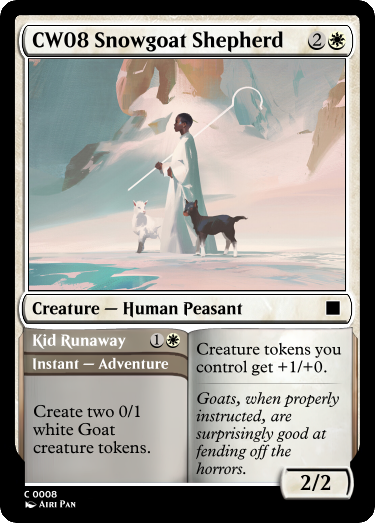 CW08 Snowgoat Shepherd 2
Creature — Human Peasant
Kid Runaway 1
Instant — Adventure
Create two 0/1
white Goat
creature tokens.
Creature tokens you
control get +1/+0.
Goats, when properly
instructed, are
surprisingly good at
fending off the
horrors.
2/2
C 0008
Airi Pan